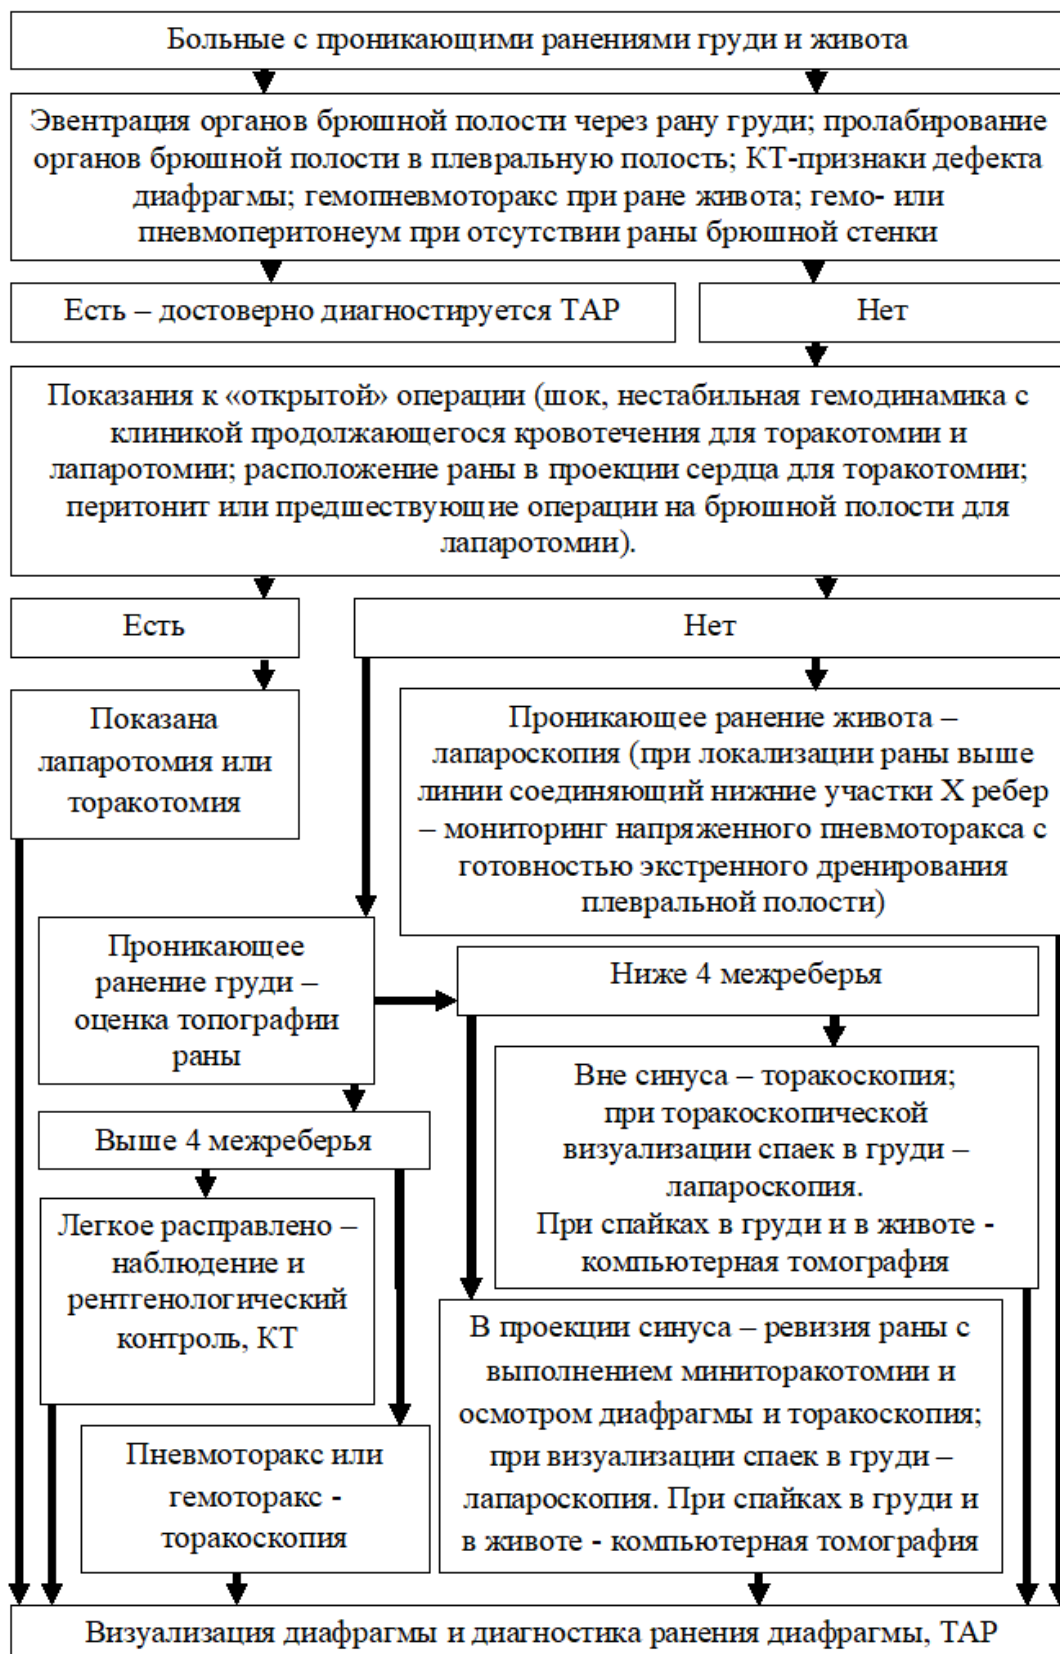 Больные с проникающими ранениями груди и живота
Эвентрация органов брюшной полости через рану груди; пролабирование
органов брюшной полости в плевральную полость; КТ-признаки дефекта
диафрагмы; гемопневмоторакс при ране живота; гемо- или
пневмоперитонеум при отсутствии раны брюшной стенки
Есть – достоверно диагностируется ТАР
Нет
Показания к «открытой» операции (шок, нестабильная гемодинамика с
клиникой продолжающегося кровотечения для торакотомии и
лапаротомии; расположение раны в проекции сердца для торакотомии;
перитонит или предшествующие операции на брюшной полости для
лапаротомии).
Есть
Нет
Показана
лапаротомия или
торакотомия
Проникающее ранение живота –
лапароскопия (при локализации раны выше
линии соединяющий нижние участки X ребер
– мониторинг напряженного пневмоторакса с
готовностью экстренного дренирования
плевральной полости)
Проникающее
ранение груди –
оценка топографии
раны
Ниже 4 межреберья
Вне синуса – торакоскопия;
при торакоскопической
визуализации спаек в груди –
лапароскопия.
При спайках в груди и в животе -
компьютерная томография
Выше 4 межреберья
Легкое расправлено –
наблюдение и
рентгенологический
контроль, КТ
В проекции синуса – ревизия раны с
выполнением миниторакотомии и
осмотром диафрагмы и торакоскопия;
при визуализации спаек в груди –
лапароскопия. При спайках в груди и
в животе - компьютерная томография
Пневмоторакс или
гемоторакс -
торакоскопия
Визуализация диафрагмы и диагностика ранения диафрагмы, ТАР